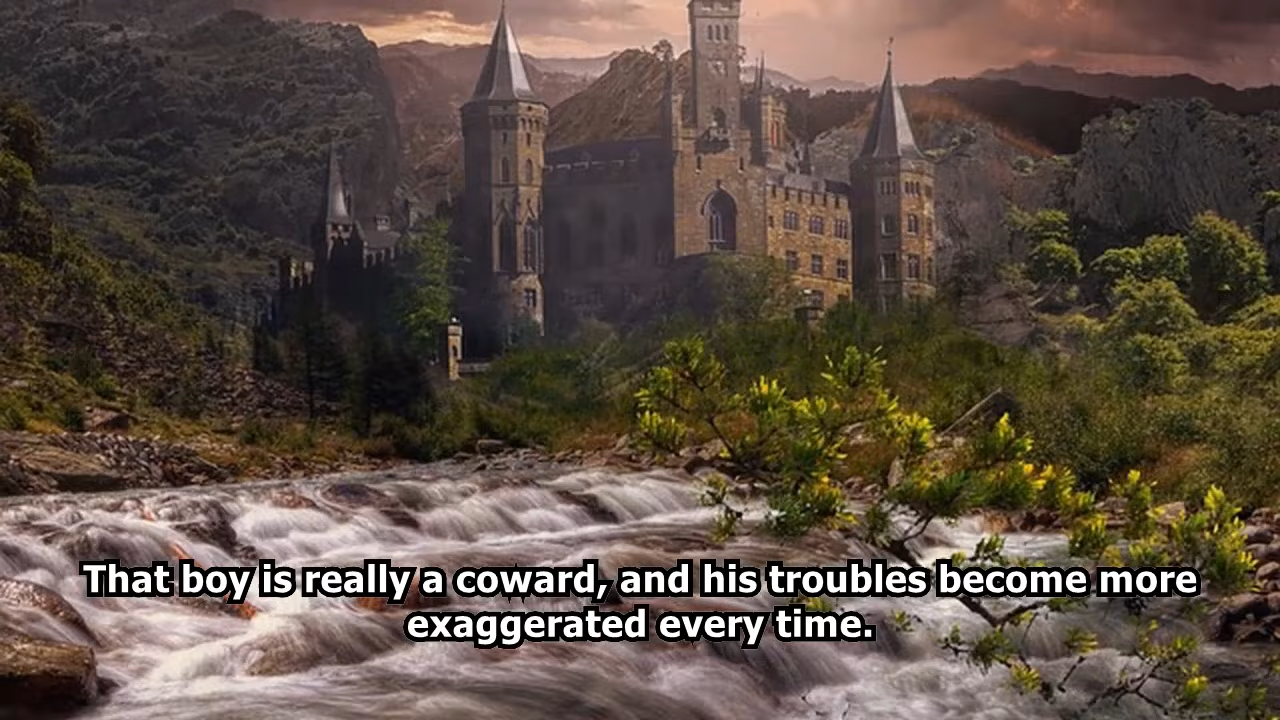 That boy is really a coward, and his troubles become more
exaggerated every time.